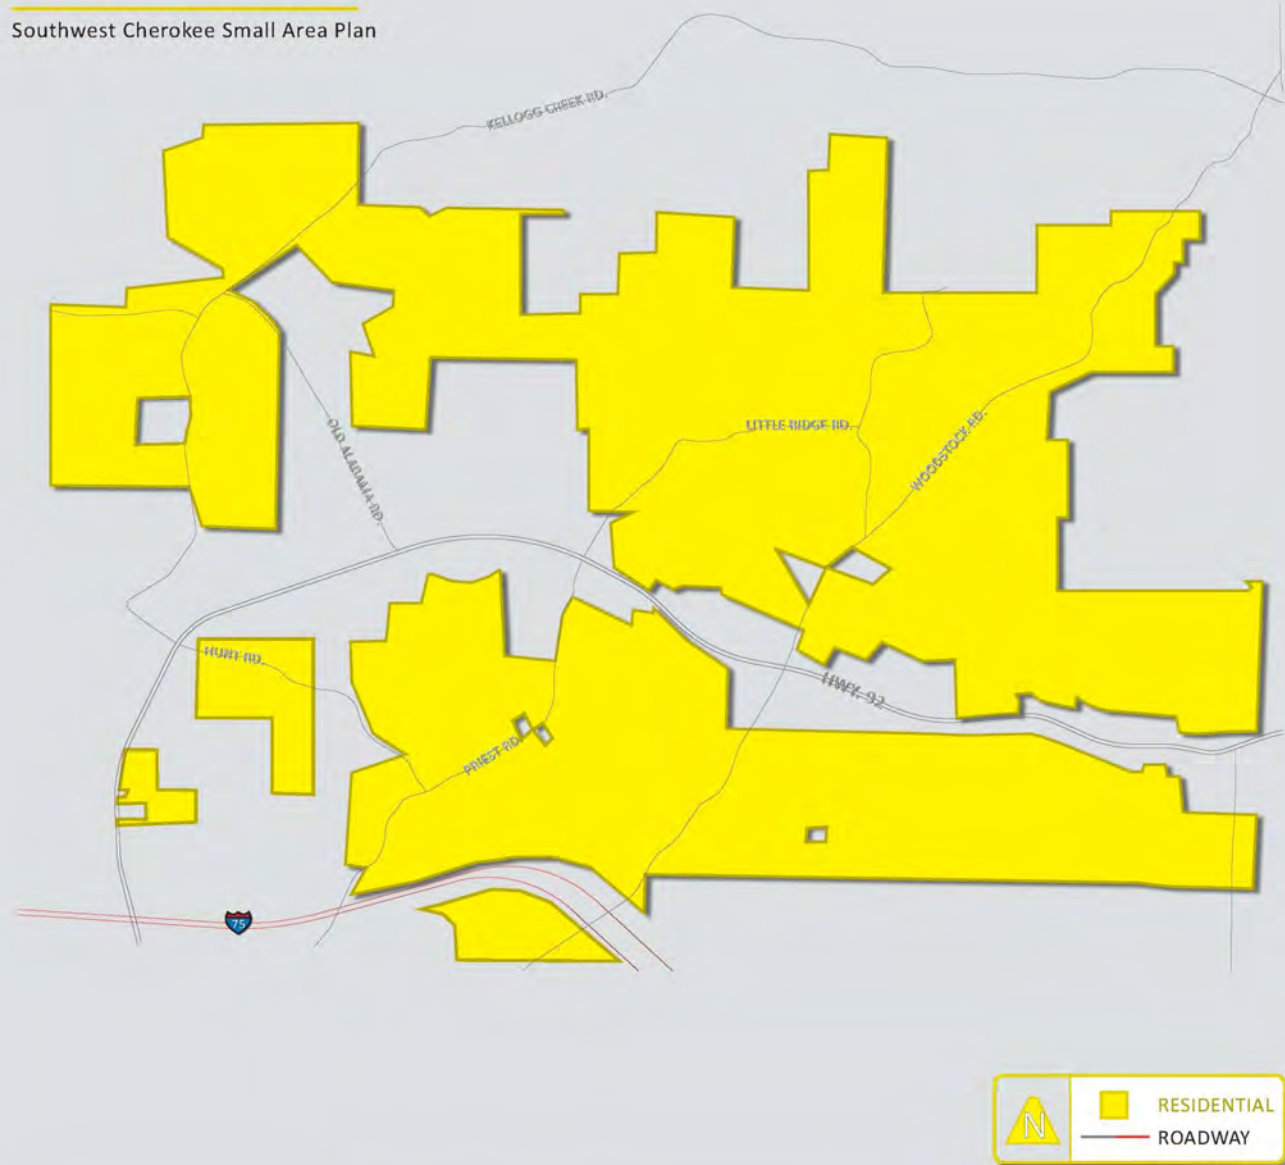 Southwest Cherokee Small Area Plan
KELLOGG CREEK RD.
OLD ALABAMA RD.
LITTLE RIDGE RD.
WOODSTOCK RD.
HUNT RD.
HWY. 92
PRIEST RD.
75
N
RESIDENTIAL
ROADWAY